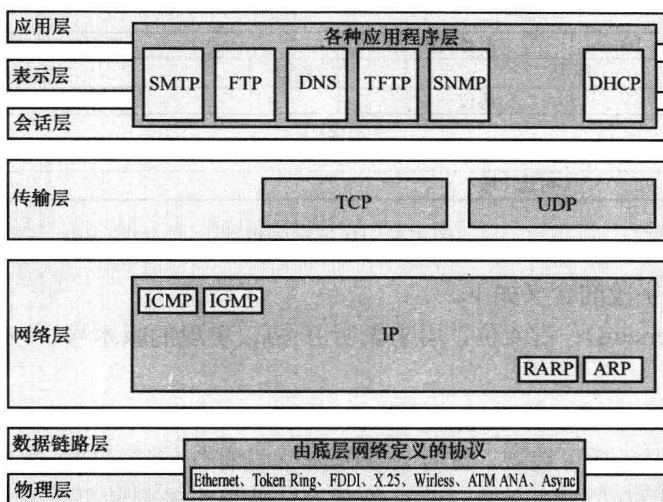 应用层
各种应用程序层
表示层
SMTP FTP DNS TFTP SNMP DHCP
会话层
传输层
TCP UDP
ICMP IGMP
网络层
IP
RARP ARP
数据链路层
由底层网络定义的协议
物理层
Ethernet、Token Ring、FDDI、X.25、Wirless、ATM ANA、Async